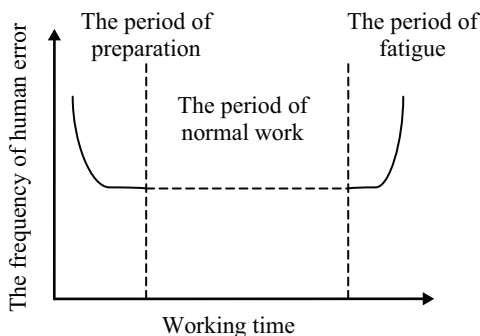 The period of
preparation
The period of
fatigue
The period of
normal work
The frequency of human error
Working time